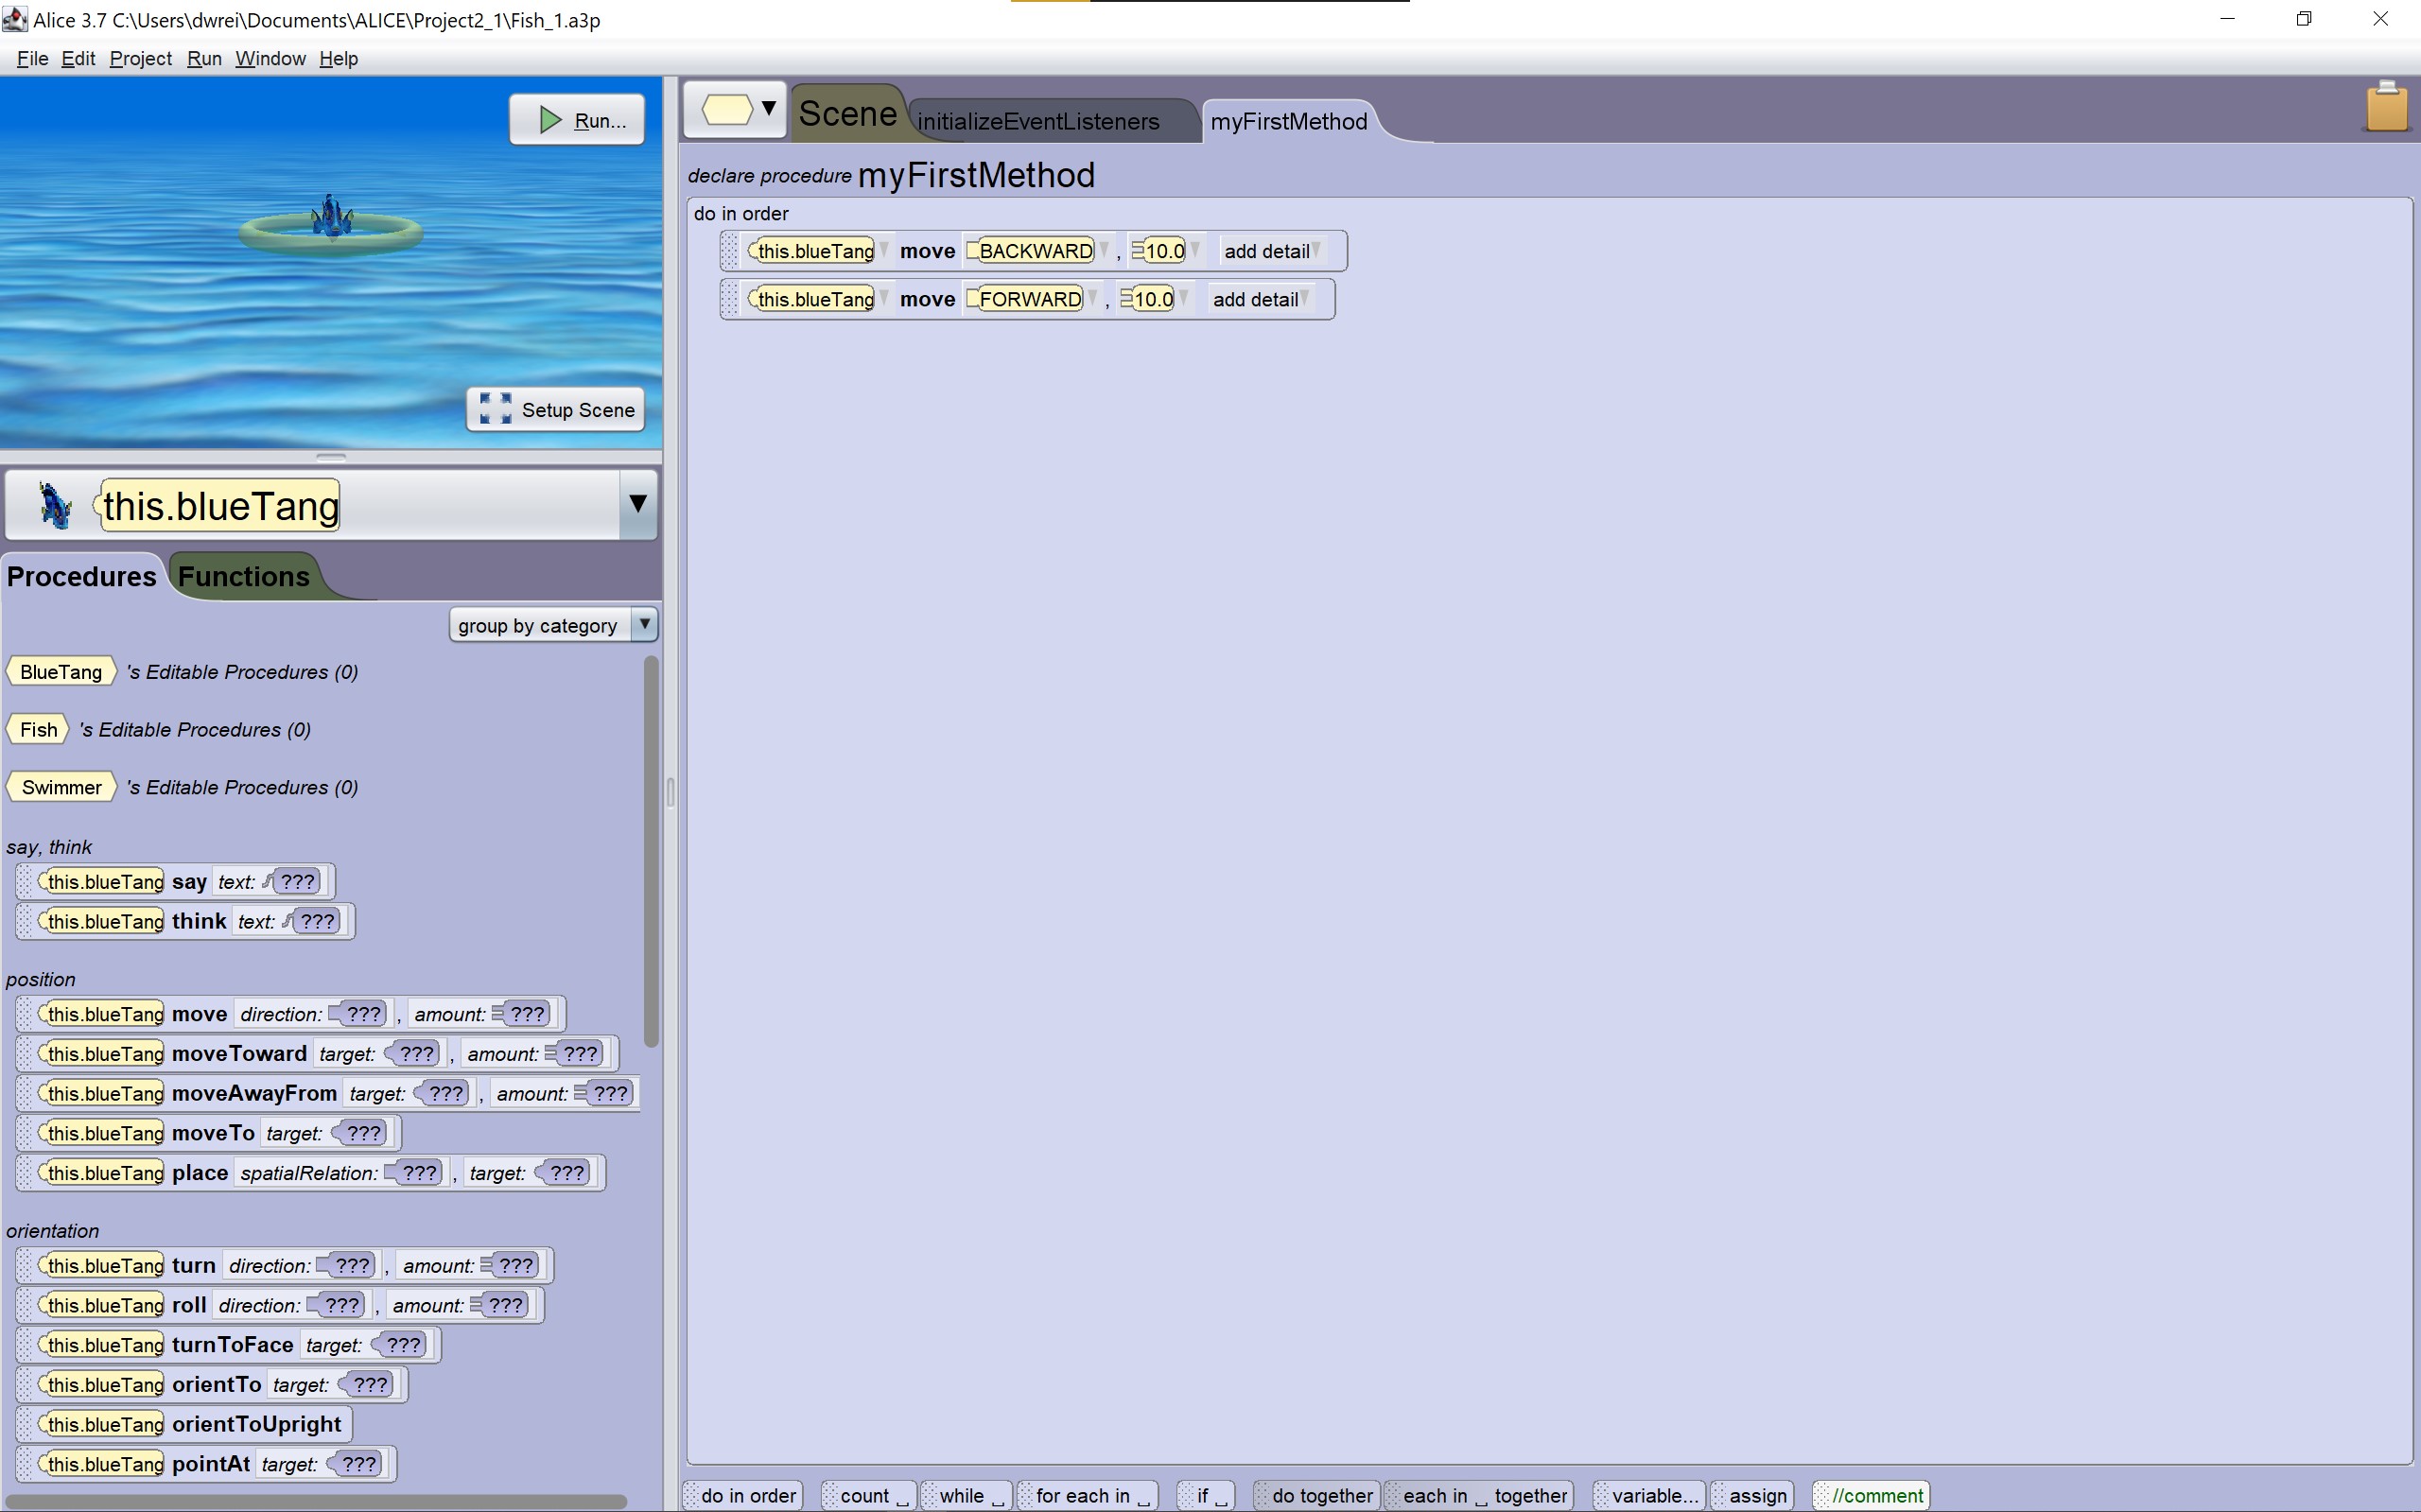 Alice 3.7 C:\Users\dwrei\Documents\ALICE\Project2_1\Fish_1.a3p
File Edit Project Run Window Help
Run...
Setup Scene
this.blueTang
Procedures Functions
group by category
BlueTang 's Editable Procedures (0)
Fish 's Editable Procedures (0)
Swimmer 's Editable Procedures (0)
say, think
this.blueTang say text: ???
this.blueTang think text: ???
position
this.blueTang move direction: ??? , amount: ???
this.blueTang moveToward target: ??? , amount: ???
this.blueTang moveAwayFrom target: ??? , amount: ???
this.blueTang moveTo target: ???
this.blueTang place spatialRelation: ??? , target: ???
orientation
this.blueTang turn direction: ??? , amount: ???
this.blueTang roll direction: ??? , amount: ???
this.blueTang turnToFace target: ???
this.blueTang orientTo target: ???
this.blueTang orientToUpright
this.blueTang pointAt target: ???
Scene initializeEventListeners myFirstMethod
declare procedure myFirstMethod
do in order
this.blueTang move BACKWARD , 10.0 add detail
this.blueTang move FORWARD , 10.0 add detail
do in order count ␣ while ␣ for each in ␣ if ␣ do together each in ␣ together variable... assign //comment